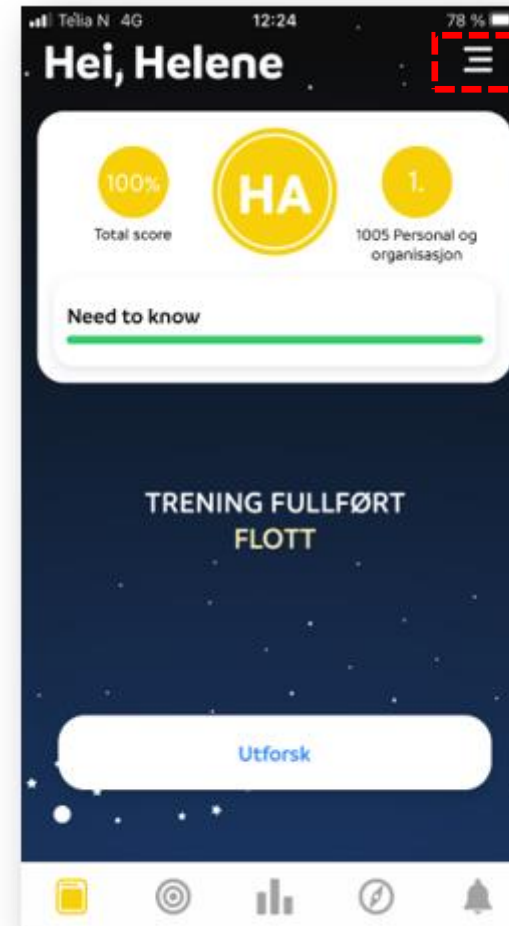 Telia N 4G 12:24 78 %
Hei, Helene
100%
HA
1.
Total score
1005 Personal og
organisasjon
Need to know
TRENING FULLFØRT
FLOTT
Utforsk